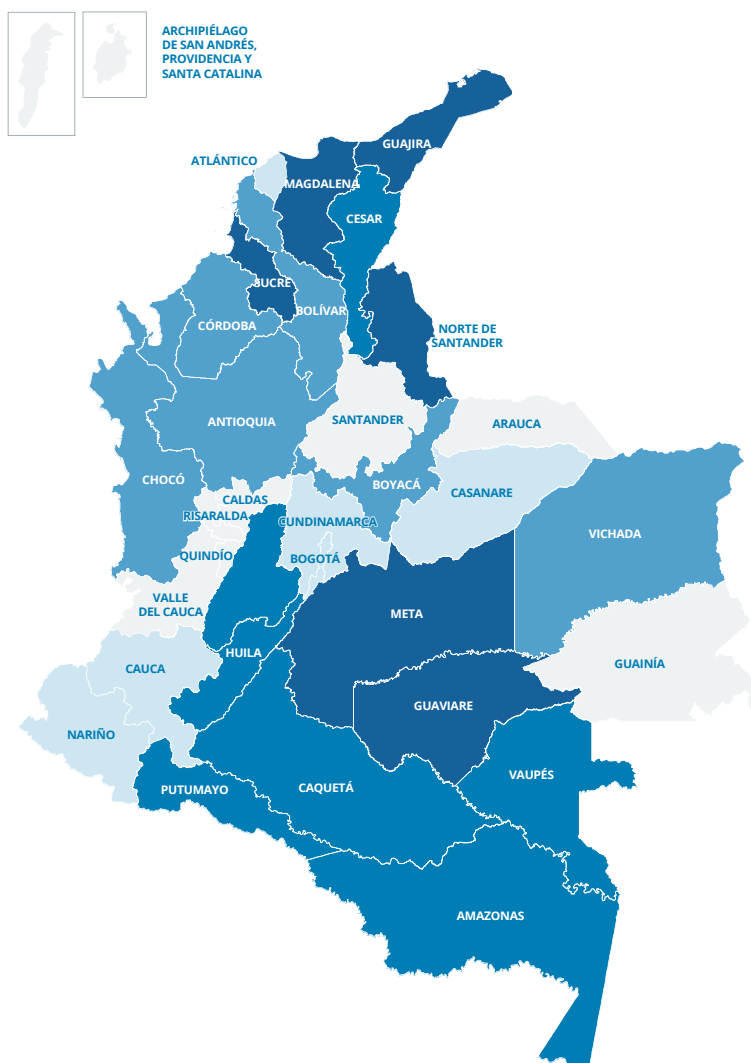 ARCHIPIÉLAGO
DE SAN ANDRÉS,
PROVIDENCIA Y
SANTA CATALINA
GUAJIRA
ATLÁNTICO
MAGDALENA
CESAR
SUCRE
BOLÍVAR
CÓRDOBA
NORTE DE
SANTANDER
ANTIOQUIA
SANTANDER
ARAUCA
CHOCÓ
BOYACÁ
CASANARE
CALDAS
RISARALDA
CUNDINAMARCA
VICHADA
QUINDÍO
BOGOTÁ
VALLE
DEL CAUCA
META
HUILA
CAUCA
GUAINÍA
GUAVIARE
NARIÑO
VAUPÉS
PUTUMAYO
CAQUETÁ
AMAZONAS